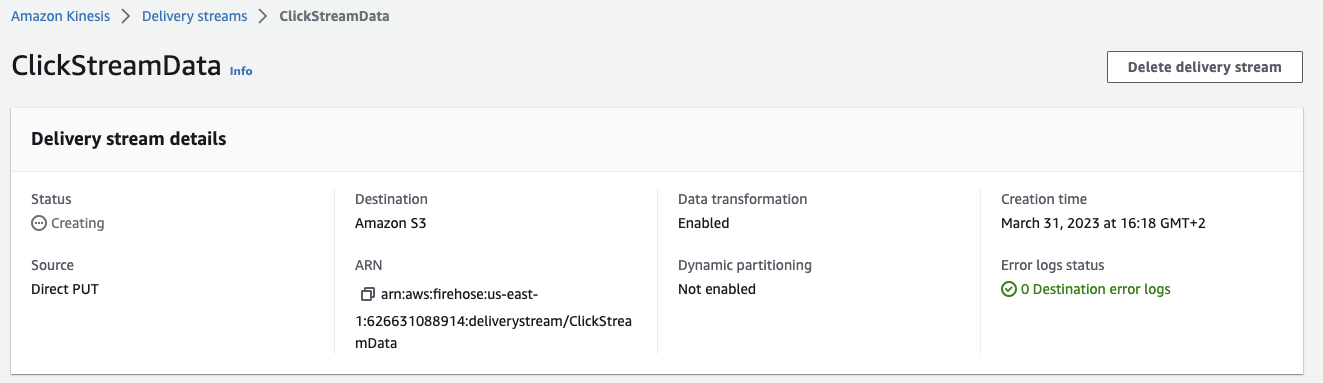 Amazon Kinesis > Delivery streams > ClickStreamData
ClickStreamData Info
Delete delivery stream
Delivery stream details
Status
Creating
Source
Direct PUT
Destination
Amazon S3
ARN
arn:aws:firehose:us-east-
1:626631088914:deliverystream/ClickStrea
mData
Data transformation
Enabled
Dynamic partitioning
Not enabled
Creation time
March 31, 2023 at 16:18 GMT+2
Error logs status
0 Destination error logs